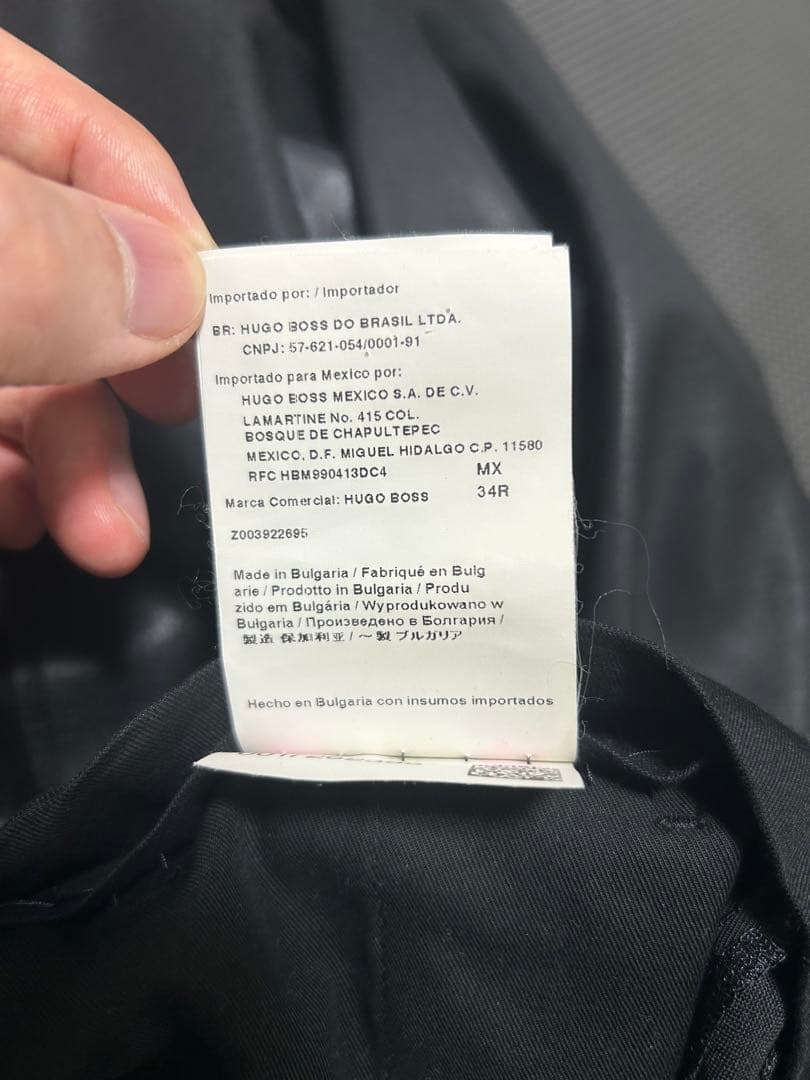 Importado por: / Importador
BR: HUGO BOSS DO BRASIL LTDA.
CNPJ: 57-621-054/0001-91
Importado para Mexico por:
HUGO BOSS MEXICO S.A. DE C.V.
LAMARTINE No. 415 COL.
BOSQUE DE CHAPULTEPEC
MEXICO, D.F. MIGUEL HIDALGO C.P. 11580
RFC HBM990413DC4 MX
Marca Comercial: HUGO BOSS 34R
Z003922695
Made in Bulgaria / Fabriqué en Bulg
arie / Prodotto in Bulgaria / Produ
zido em Bulgária / Wyprodukowano w
Bułgaria / Произведено в Болгария /
製造 保加利亚 / ～製 ブルガリア
Hecho en Bulgaria con insumos importados